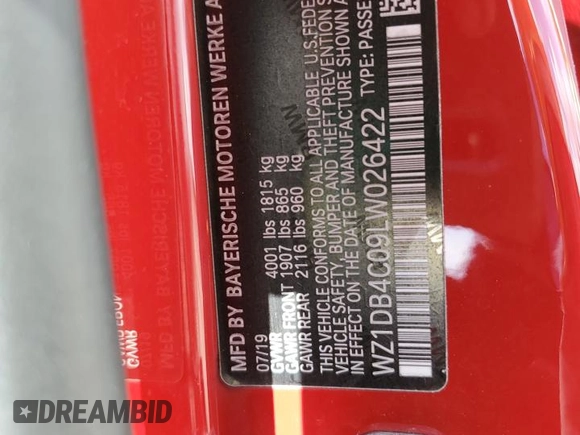 MFD BY BAYERISCHE MOTOREN WERKE A
07/19
GVWR 4001 lbs 1815 kg
GAWR FRONT 1907 lbs 865 kg
GAWR REAR 2116 lbs 960 kg
THIS VEHICLE CONFORMS TO ALL APPLICABLE U.S.FEDE
VEHICLE SAFETY, BUMPER AND THEFT PREVENTION S
IN EFFECT ON THE DATE OF MANUFACTURE SHOWN A
WZ1DB4C09LW026422 TYPE: PASSE
DREAMBID